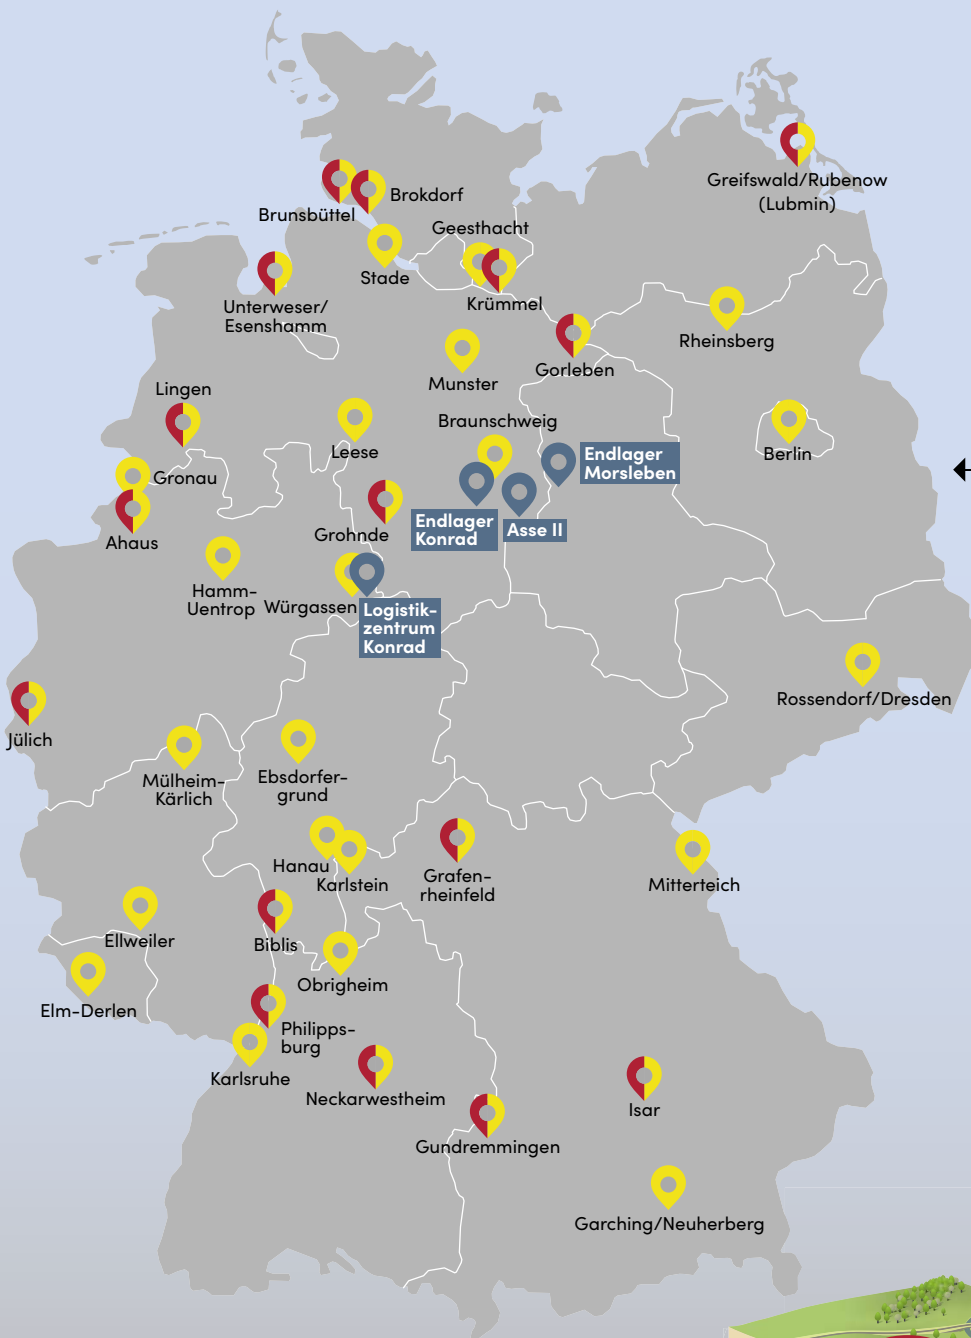 Greifswald/Rubenow
(Lubmin)
Brokdorf
Brunsbüttel
Geesthacht
Stade
Krümmel
Unterweser/
Esenshamm
Rheinsberg
Gorleben
Munster
Lingen
Braunschweig
Leese
Berlin
Endlager
Morsleben
Gronau
Endlager
Konrad
Asse II
Grohnde
Ahaus
Hamm-
Uentrop
Würgassen
Logistik-
zentrum
Konrad
Rossendorf/Dresden
Jülich
Mülheim-
Kärlich
Ebsdorfer-
grund
Hanau
Karlstein
Grafen-
rheinfeld
Mitterteich
Ellweiler
Biblis
Obrigheim
Elm-Derlen
Philipps-
burg
Karlsruhe
Neckarwestheim
Isar
Gundremmingen
Garching/Neuherberg